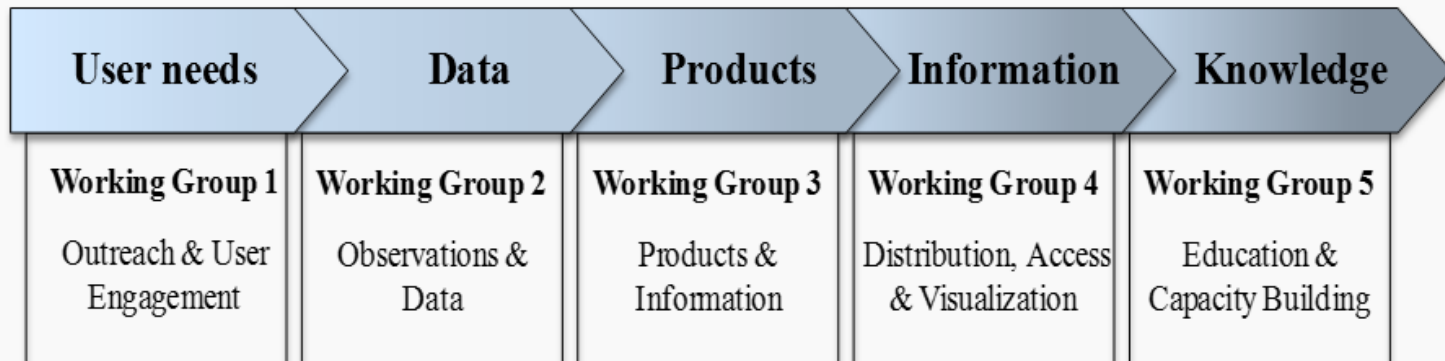 User needs
Data
Products
Information
Knowledge
Working Group 1
Outreach & User
Engagement
Working Group 2
Observations &
Data
Working Group 3
Products &
Information
Working Group 4
Distribution, Access
& Visualization
Working Group 5
Education &
Capacity Building